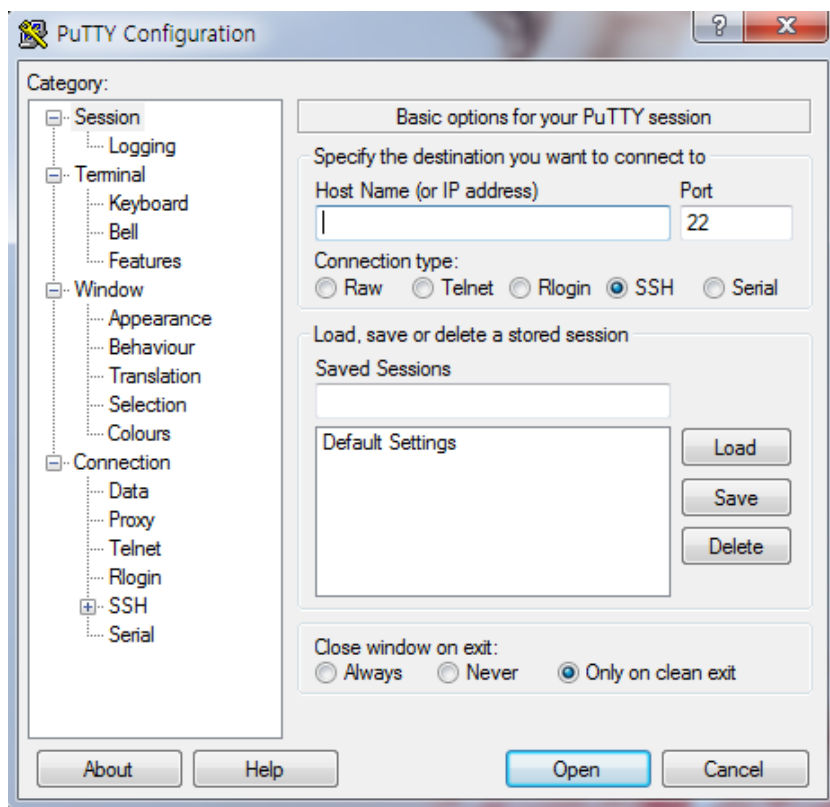 PuTTY Configuration
Category:
Session
Logging
Terminal
Keyboard
Bell
Features
Window
Appearance
Behaviour
Translation
Selection
Colours
Connection
Data
Proxy
Telnet
Rlogin
SSH
Serial
Basic options for your PuTTY session
Specify the destination you want to connect to
Host Name (or IP address) Port
22
Connection type:
Raw Telnet Rlogin SSH Serial
Load, save or delete a stored session
Saved Sessions
Default Settings
Load
Save
Delete
Close window on exit:
Always Never Only on clean exit
About Help Open Cancel